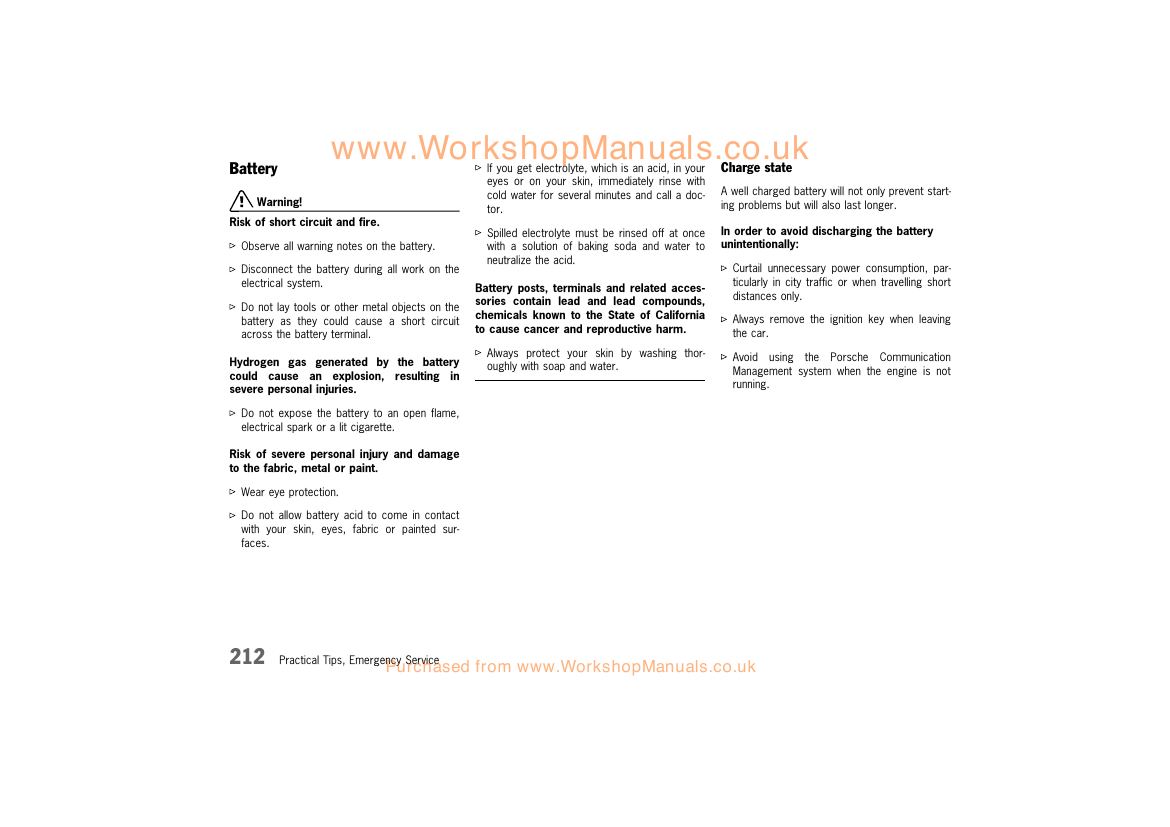 www.WorkshopManuals.co.uk
Battery
Warning!
Risk of short circuit and fire.
▷ Observe all warning notes on the battery.
▷ Disconnect the battery during all work on the
electrical system.
▷ Do not lay tools or other metal objects on the
battery as they could cause a short circuit
across the battery terminal.
Hydrogen gas generated by the battery
could cause an explosion, resulting in
severe personal injuries.
▷ Do not expose the battery to an open flame,
electrical spark or a lit cigarette.
Risk of severe personal injury and damage
to the fabric, metal or paint.
▷ Wear eye protection.
▷ Do not allow battery acid to come in contact
with your skin, eyes, fabric or painted sur-
faces.
▷ If you get electrolyte, which is an acid, in your
eyes or on your skin, immediately rinse with
cold water for several minutes and call a doc-
tor.
▷ Spilled electrolyte must be rinsed off at once
with a solution of baking soda and water to
neutralize the acid.
Battery posts, terminals and related acces-
sories contain lead and lead compounds,
chemicals known to the State of California
to cause cancer and reproductive harm.
▷ Always protect your skin by washing thor-
oughly with soap and water.
Charge state
A well charged battery will not only prevent start-
ing problems but will also last longer.
In order to avoid discharging the battery
unintentionally:
▷ Curtail unnecessary power consumption, par-
ticularly in city traffic or when travelling short
distances only.
▷ Always remove the ignition key when leaving
the car.
▷ Avoid using the Porsche Communication
Management system when the engine is not
running.
212 Practical Tips, Emergency Service
Purchased from www.WorkshopManuals.co.uk